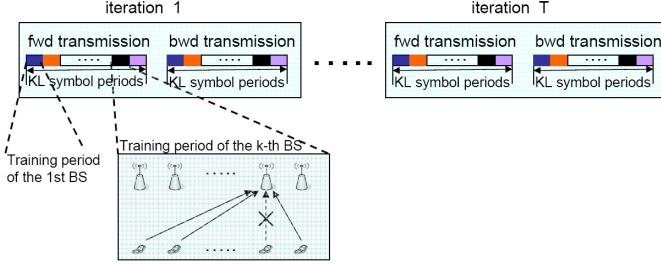 iteration 1
iteration T
fwd transmission
bwd transmission
fwd transmission
bwd transmission
KL symbol periods
KL symbol periods
KL symbol periods
KL symbol periods
Training period
of the 1st BS
Training period of the k-th BS